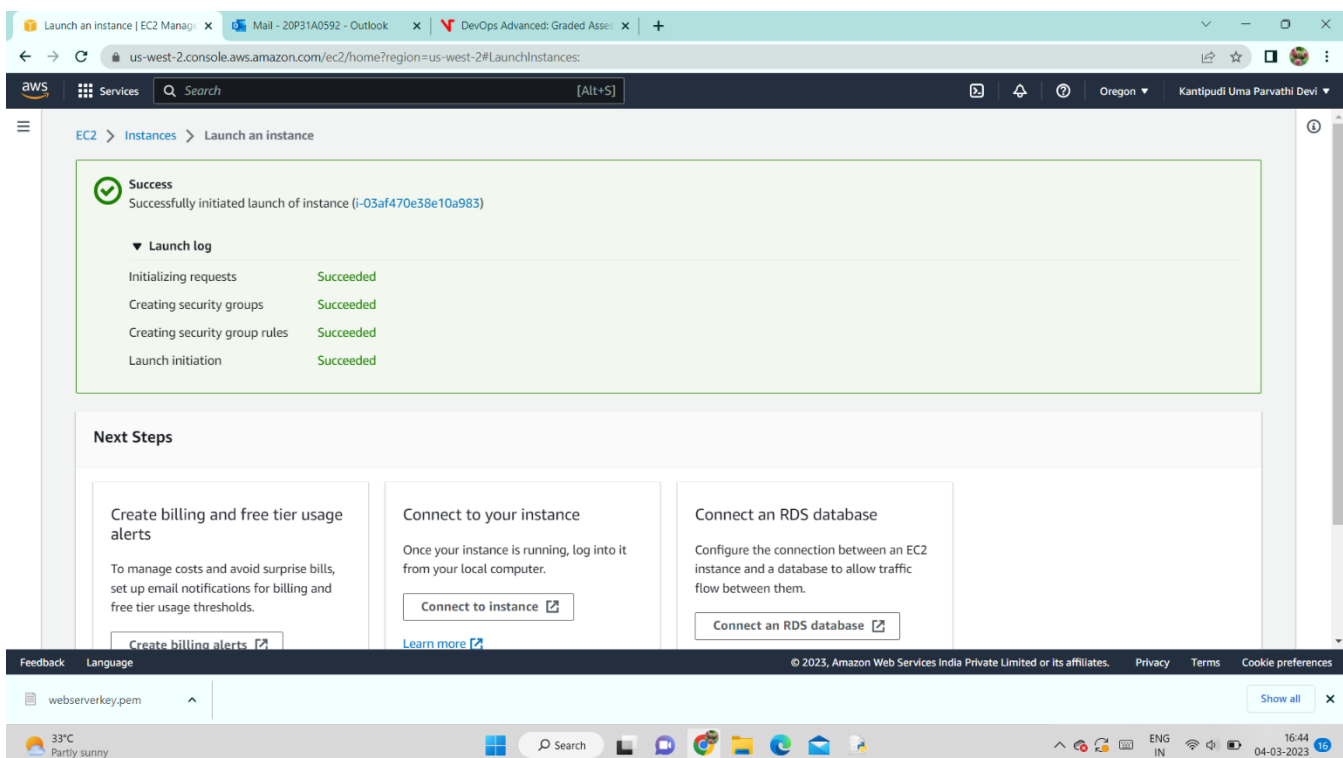 Launch an instance | EC2 Manag
Mail - 20P31A0592 - Outlook
DevOps Advanced: Graded Asses
us-west-2.console.aws.amazon.com/ec2/home?region=us-west-2#LaunchInstances:
aws
Services
Search
[Alt+S]
Oregon
Kantipudi Uma Parvathi Devi
EC2 > Instances > Launch an instance
Success
Successfully initiated launch of instance (i-03af470e38e10a983)
Launch log
Initializing requests Succeeded
Creating security groups Succeeded
Creating security group rules Succeeded
Launch initiation Succeeded
Next Steps
Create billing and free tier usage
alerts
To manage costs and avoid surprise bills,
set up email notifications for billing and
free tier usage thresholds.
Create billing alerts
Connect to your instance
Once your instance is running, log into it
from your local computer.
Connect to instance
Learn more
Connect an RDS database
Configure the connection between an EC2
instance and a database to allow traffic
flow between them.
Connect an RDS database
Feedback Language
© 2023, Amazon Web Services India Private Limited or its affiliates. Privacy Terms Cookie preferences
webserverkey.pem
Show all
33°C
Partly sunny
Search
ENG
IN
16:44
04-03-2023
16